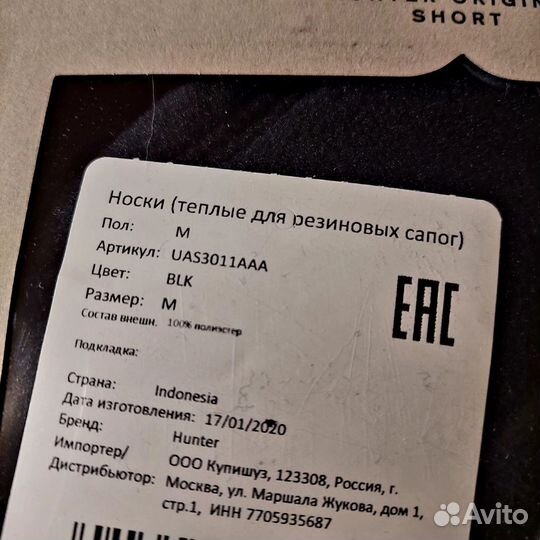 SHORT
Носки (теплые для резиновых сапог)
Пол: М
Артикул: UAS3011AAA
Цвет: BLK
Размер: M
Состав внешн. 100% полиэстер
EAC
Подкладка:
Страна: Indonesia
Дата изготовления: 17/01/2020
Бренд: Hunter
Импортер/ ООО Купишуз, 123308, Россия, г.
Дистрибьютор: Москва, ул. Маршала Жукова, дом 1,
стр.1, ИНН 7705935687
Avito